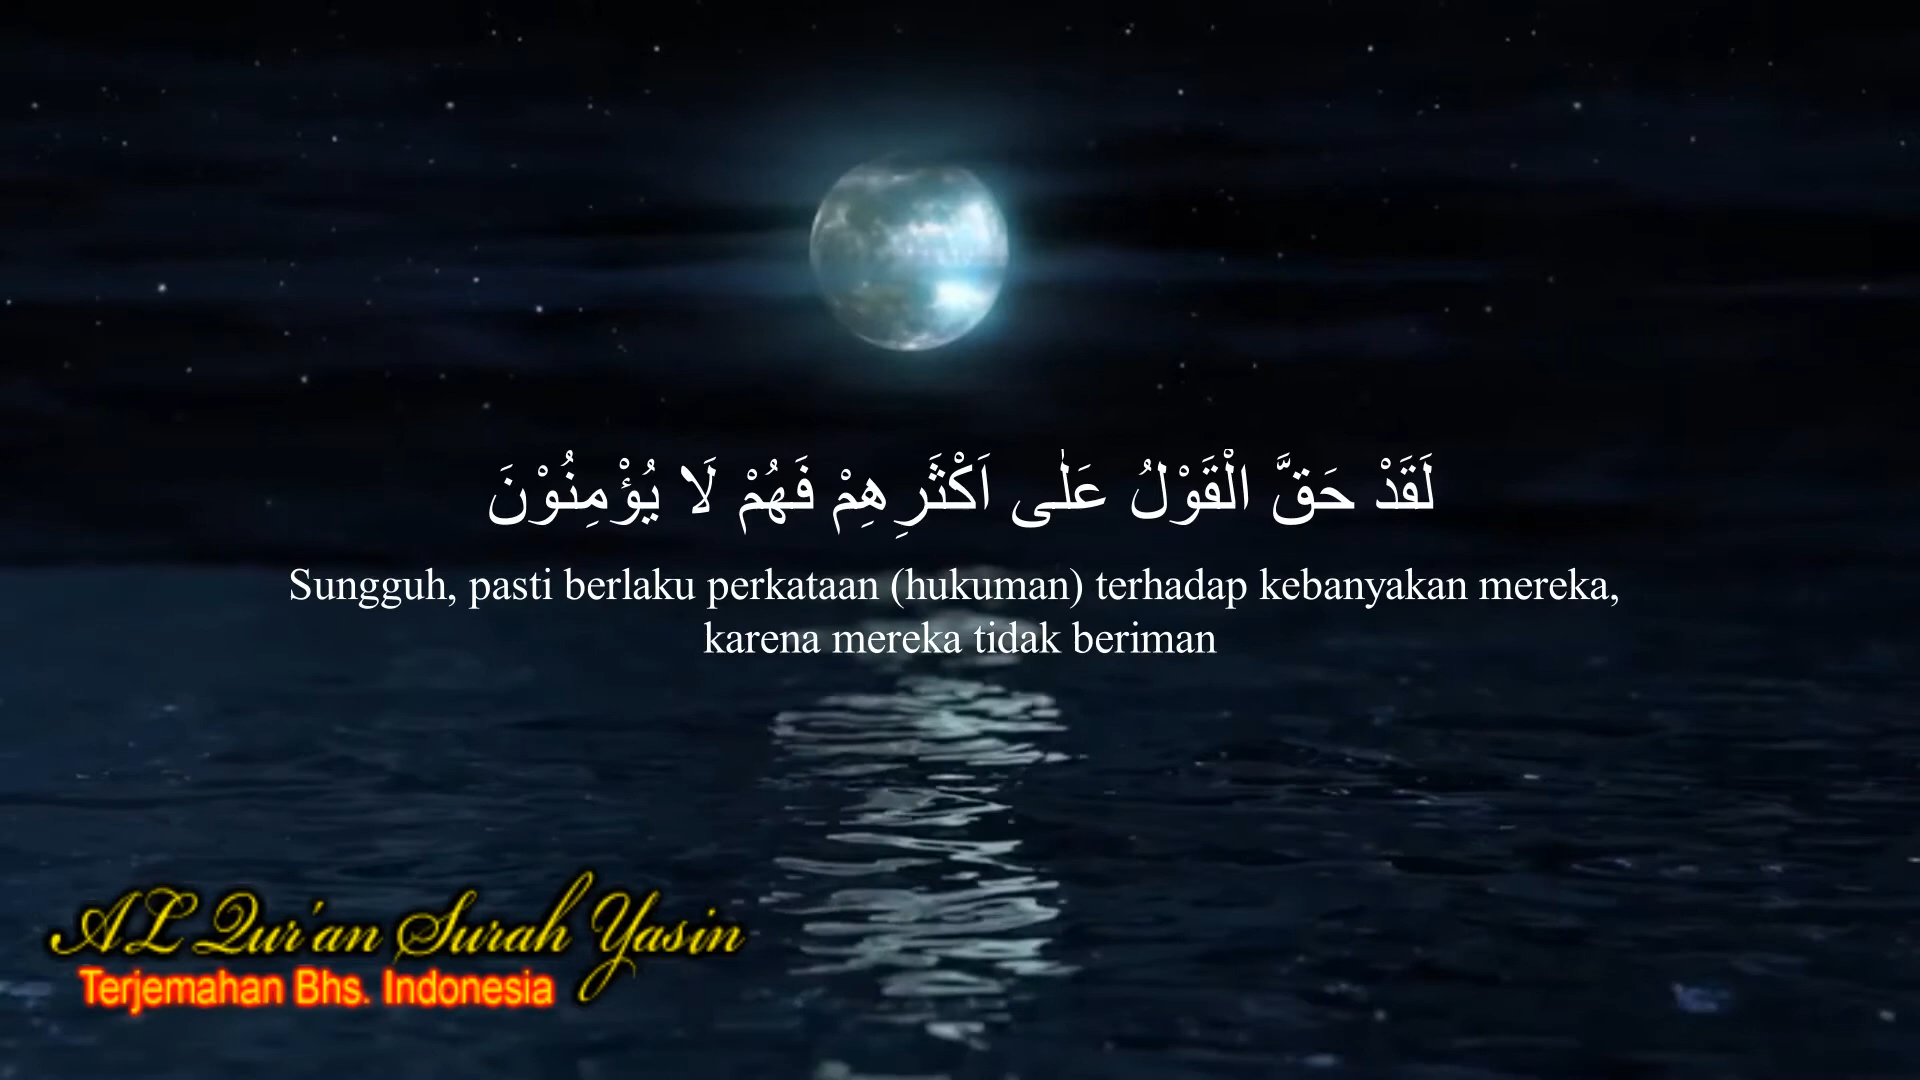 لَقَدْ حَقَّ الْقَوْلُ عَلٰٓى اَكْثَرِهِمْ فَهُمْ لَا يُؤْمِنُوْنَ
Sungguh, pasti berlaku perkataan (hukuman) terhadap kebanyakan mereka,
karena mereka tidak beriman
AL Qur'an Surah Yasin
Terjemahan Bhs. Indonesia